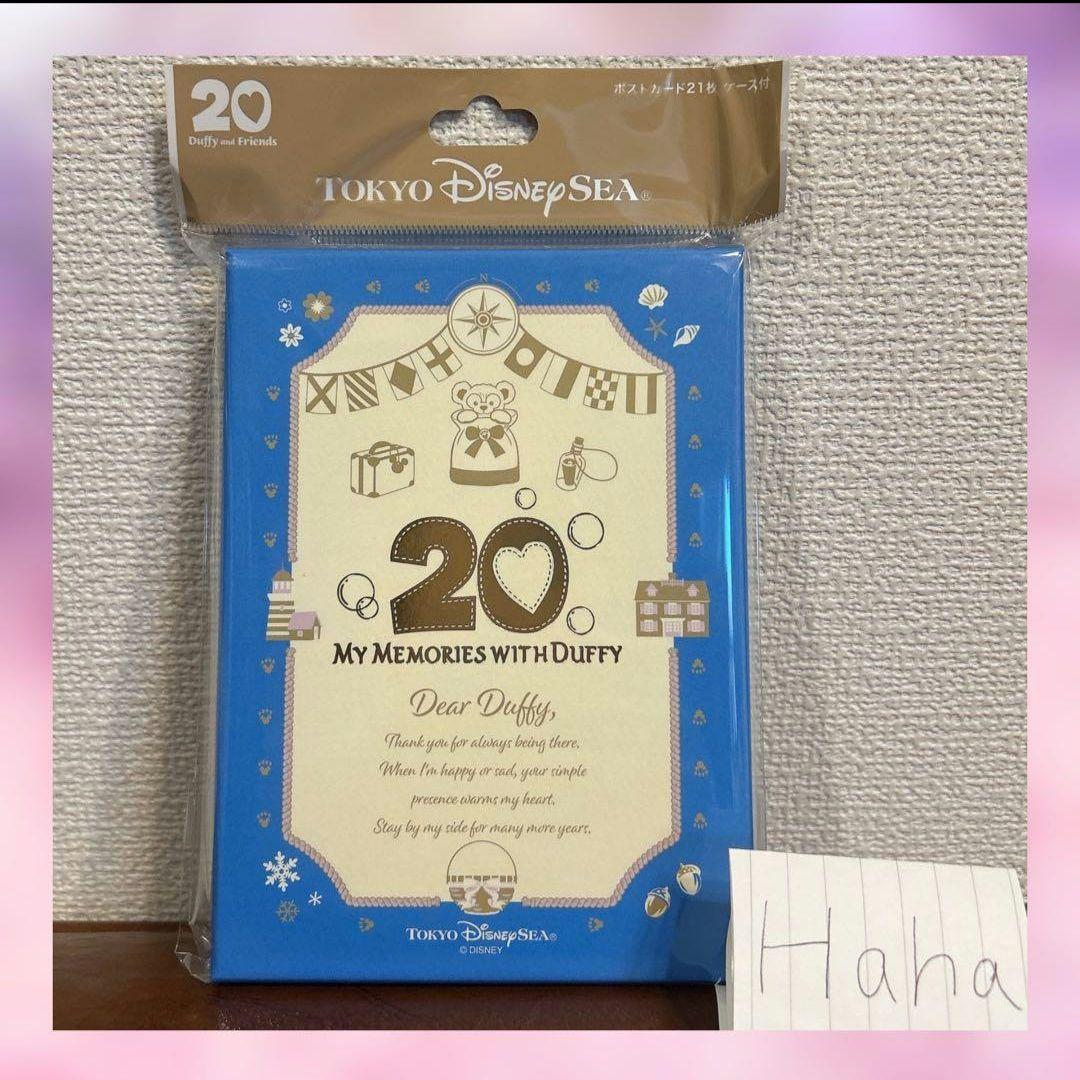 20
Duffy and Friends
ポストカード21枚 ケース付
TOKYO DISNEYSEA®
N
20
MY MEMORIES WITH DUFFY
Dear Duffy,
Thank you for always being there.
When I'm happy or sad, your simple
presence warms my heart.
Stay by my side for many more years.
TOKYO DISNEYSEA®
© DISNEY
Hana